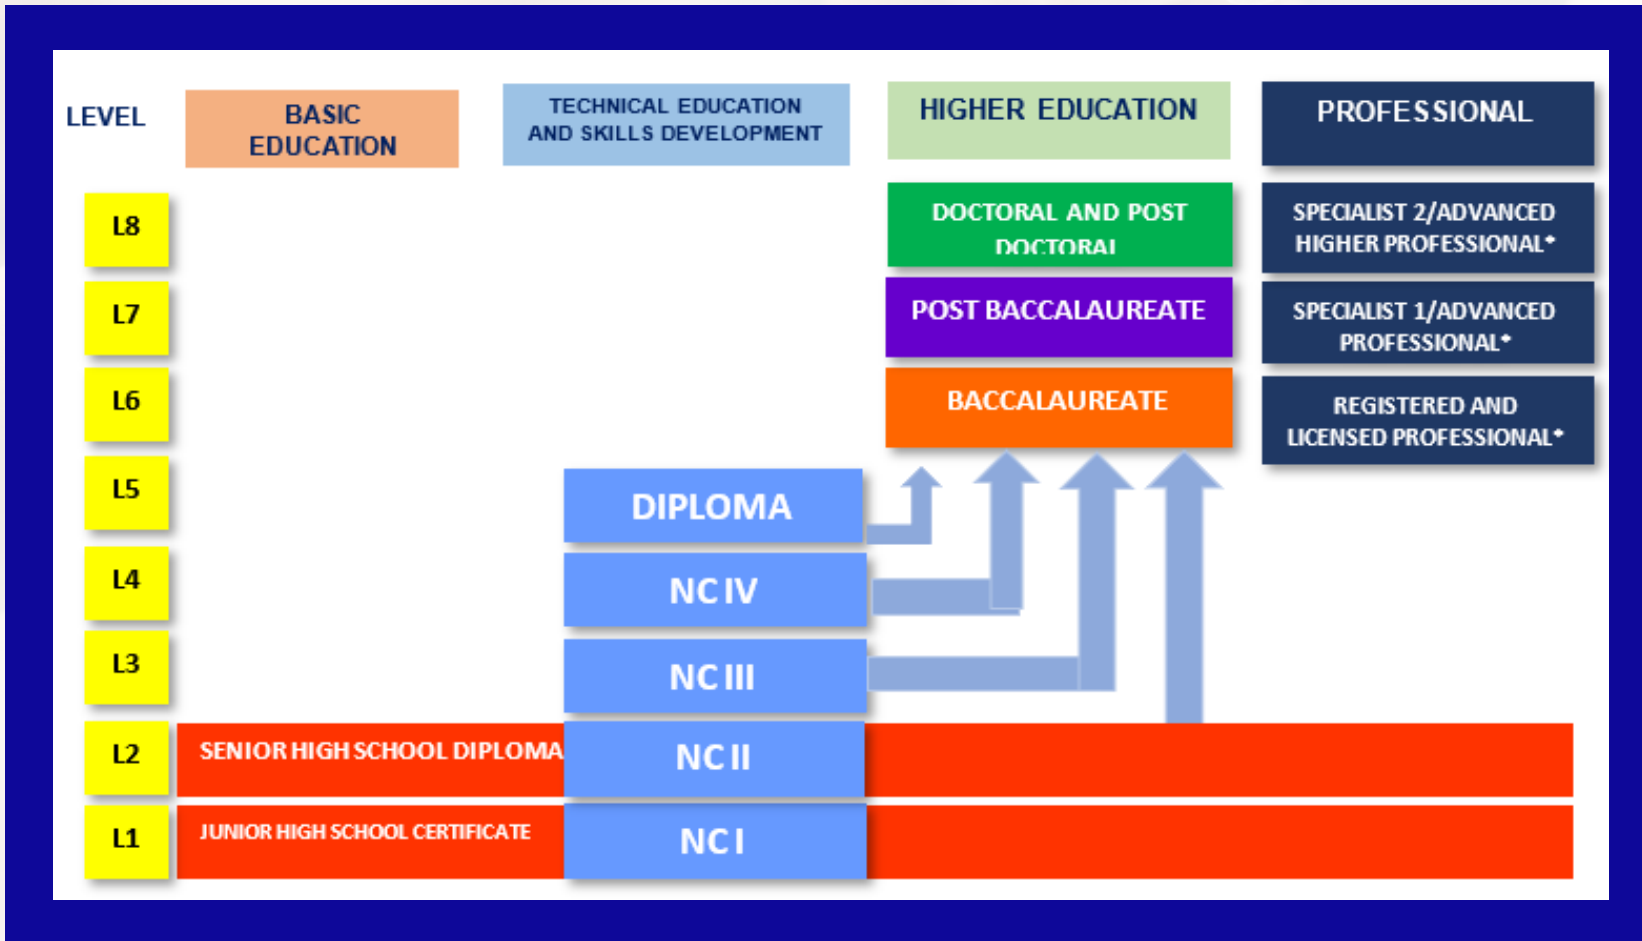 LEVEL
BASIC
EDUCATION
TECHNICAL EDUCATION
AND SKILLS DEVELOPMENT
HIGHER EDUCATION
PROFESSIONAL
L8
DOCTORAL AND POST
DOCTORAL
SPECIALIST 2/ADVANCED
HIGHER PROFESSIONAL*
L7
POST BACCALAUREATE
SPECIALIST 1/ADVANCED
PROFESSIONAL*
L6
BACCALAUREATE
REGISTERED AND
LICENSED PROFESSIONAL*
L5
DIPLOMA
L4
NC IV
L3
NC III
L2
SENIOR HIGH SCHOOL DIPLOMA
NC II
L1
JUNIOR HIGH SCHOOL CERTIFICATE
NC I